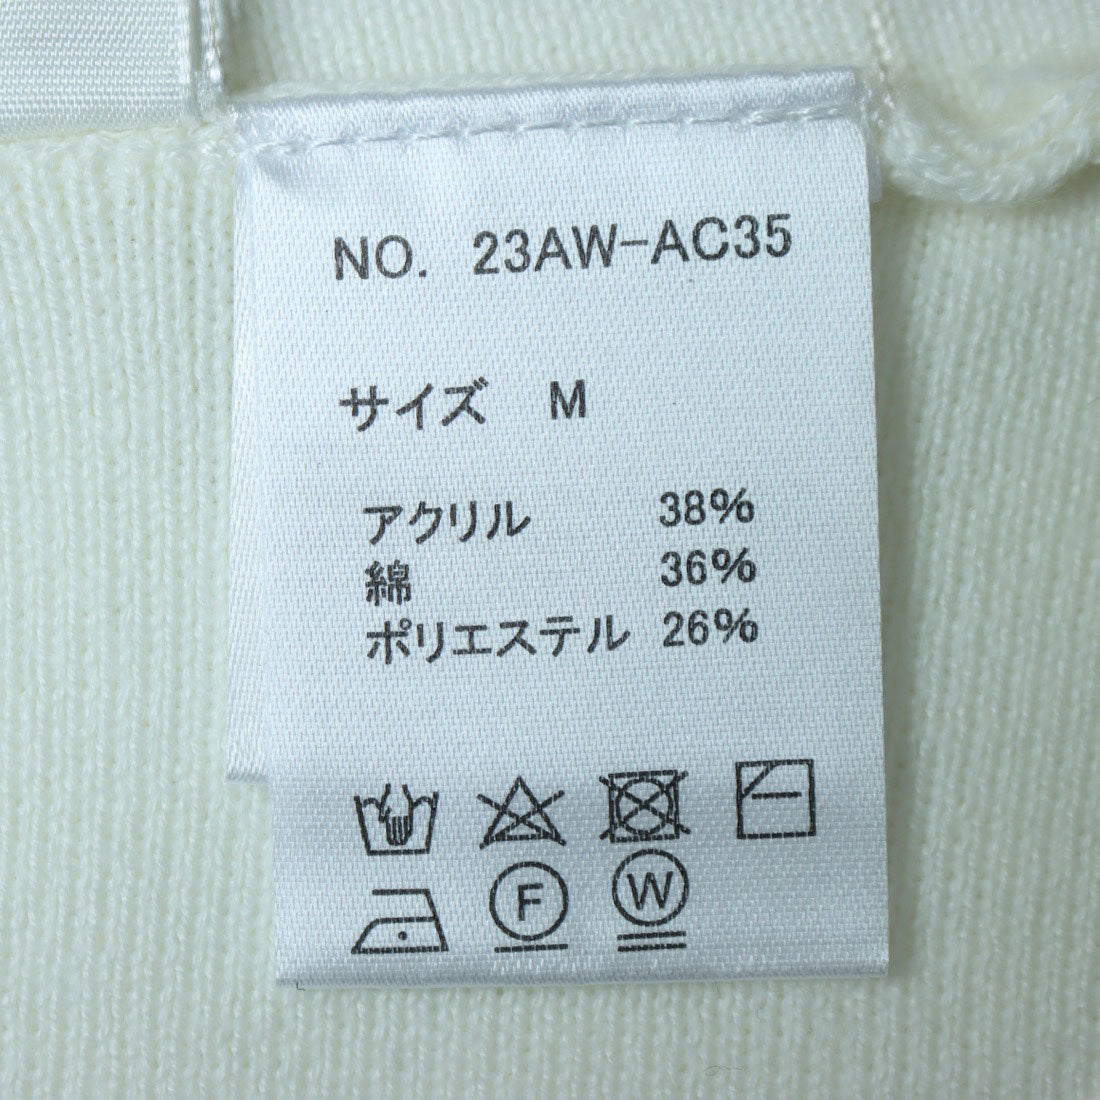 NO. 23AW-AC35
サイズ M
アクリル 38%
綿 36%
ポリエステル 26%
F W